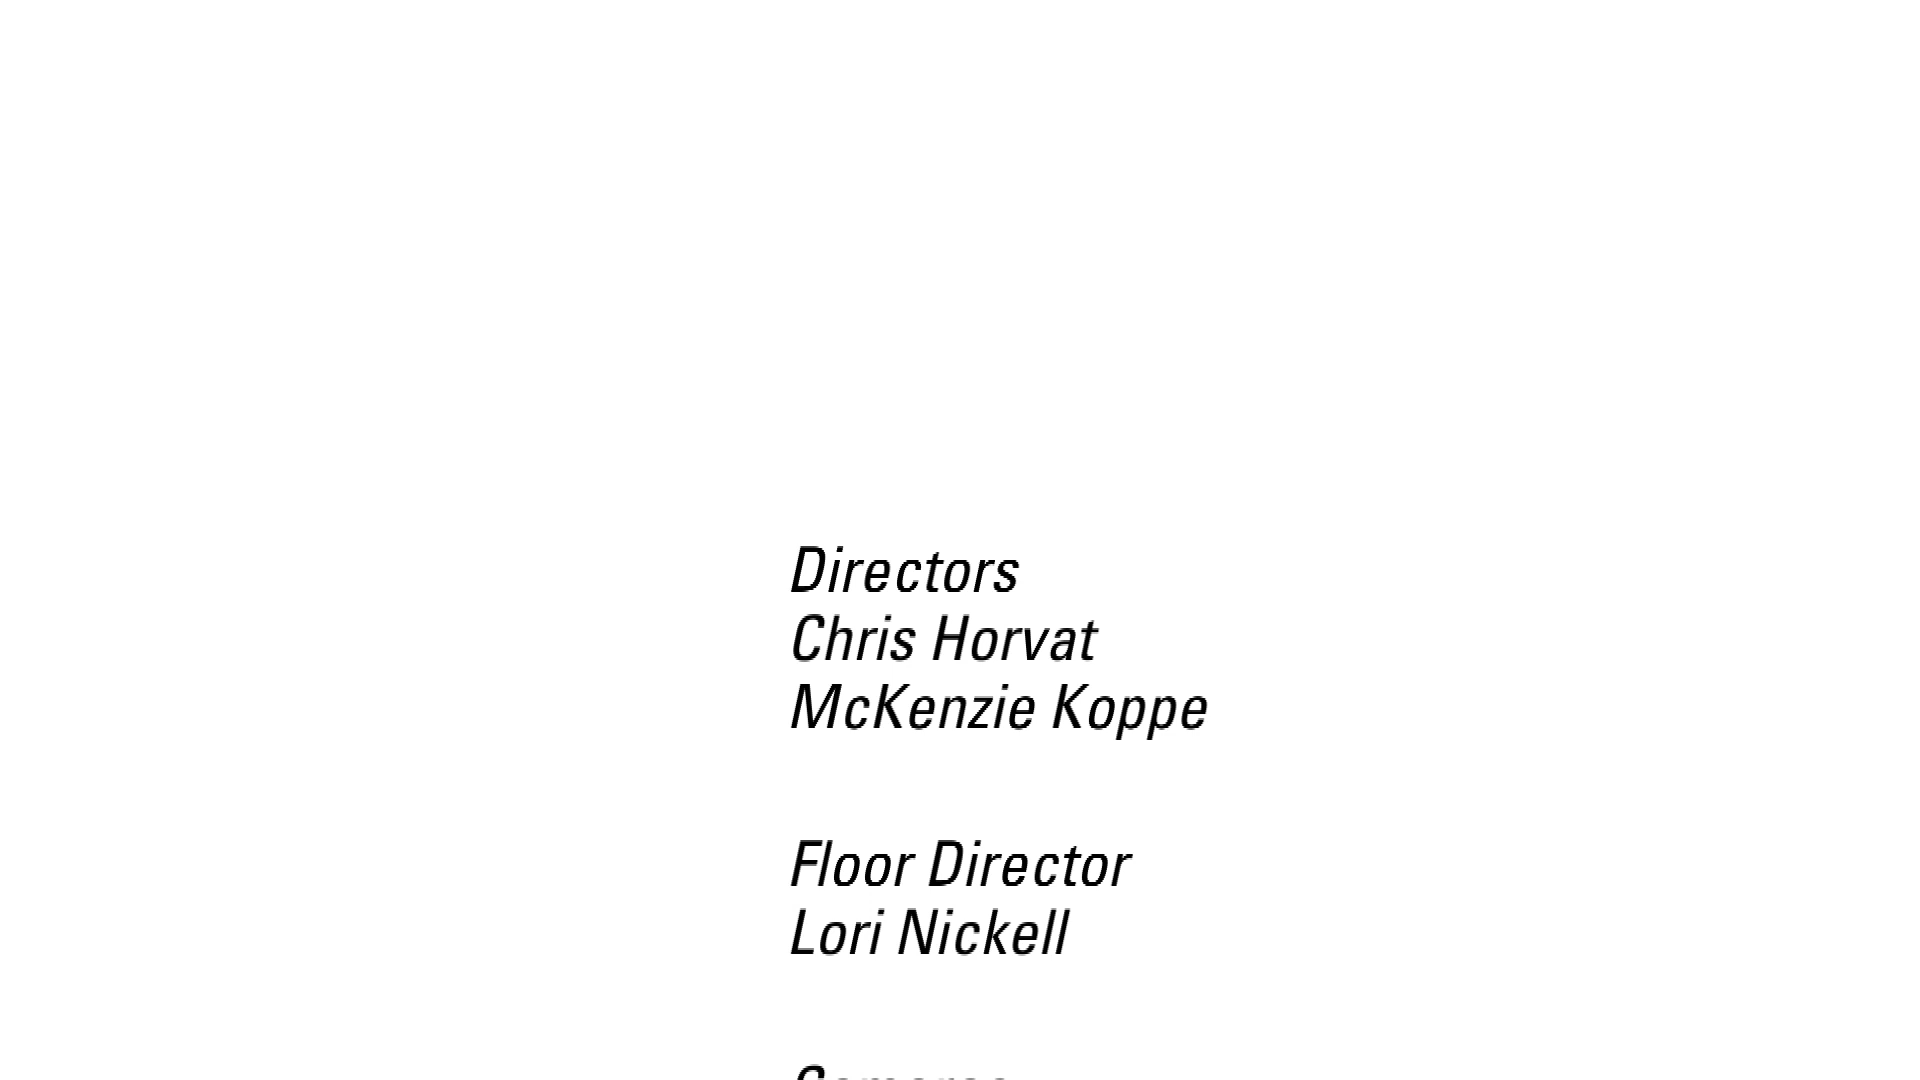 Directors
Chris Horvat
McKenzie Koppe
Floor Director
Lori Nickell